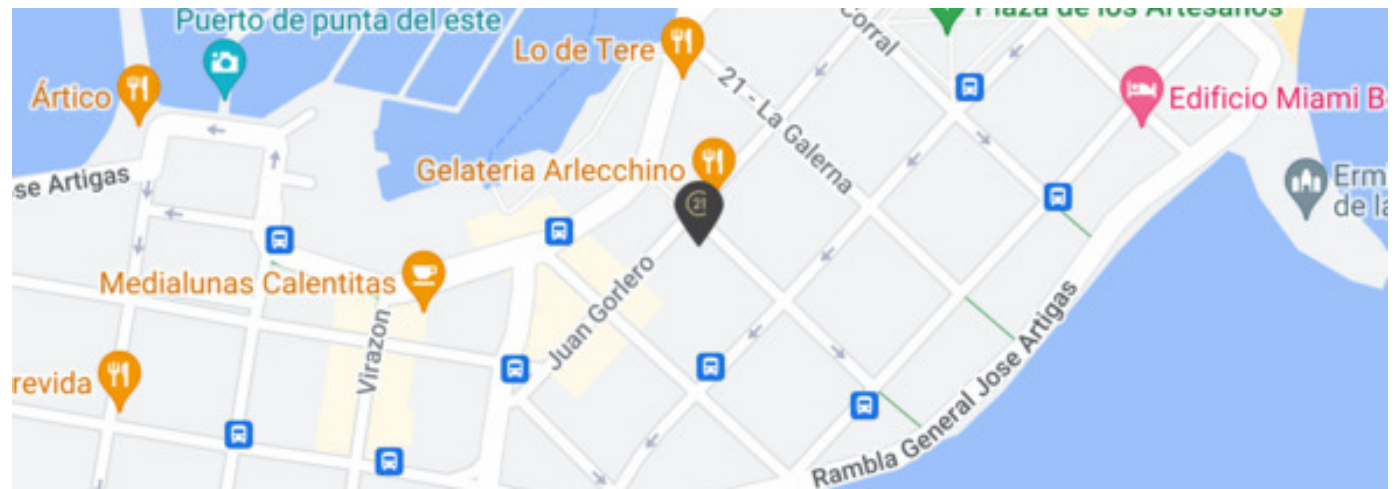 Puerto de punta del este
Plaza de los Artesanos
Corral
Lo de Tere
Ártico
21 - La Galerna
Edificio Miami B
Gelateria Arlecchino
se Artigas
21
Erm
de la
Medialunas Calentitas
Juan Gorlero
Virazon
Rambla General Jose Artigas
revida